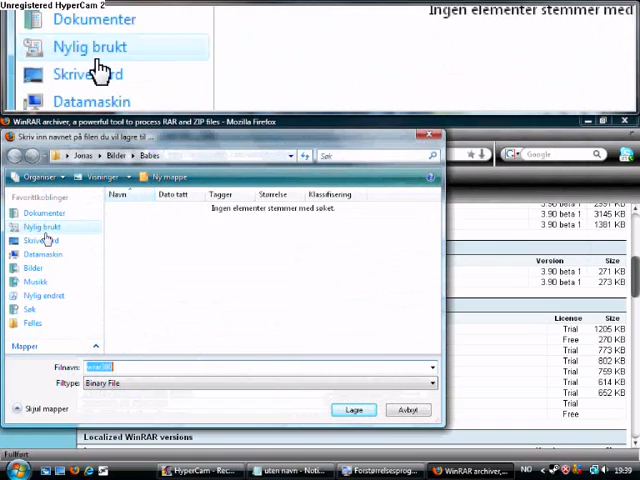 Unregistered HyperCam 2
Dokumenter
Ingen elementer stemmer med
Nylig brukt
Datamaskin
WinRAR archiver, a powerful tool to process RAR and ZIP files - Mozilla Firefox
Skriv inn navnet på filen du vil lagre til ...
Jonas
Bilder
Babes
Søk
Google
Organiser
Visninger
Ny mappe
Favorittkoblinger
Navn
Dato tatt
Tagger
Størrelse
Klassifisering
Dokumenter
Ingen elementer stemmer med søket.
Nylig brukt
Datamaskin
Bilder
Musikk
Nylig endret
Søk
Felles
Mapper
3.90 beta 1 2991 KB
3.90 beta 1 3145 KB
3.90 beta 1 1381 KB
Version Size
3.90 beta 1 271 KB
3.90 beta 1 273 KB
License Size
Trial 1205 KB
Free 270 KB
Trial 773 KB
Trial 802 KB
Trial 759 KB
Trial 614 KB
Trial 652 KB
Trial
Free
Filnavn:
Filtype: Binary File
Skjul mapper
Lagre
Avbryt
Localized WinRAR versions
Fullført
HyperCam - Rec...
uten navn - Noti...
Forstørrelsesprog...
WinRAR archiver,...
NO
19:39